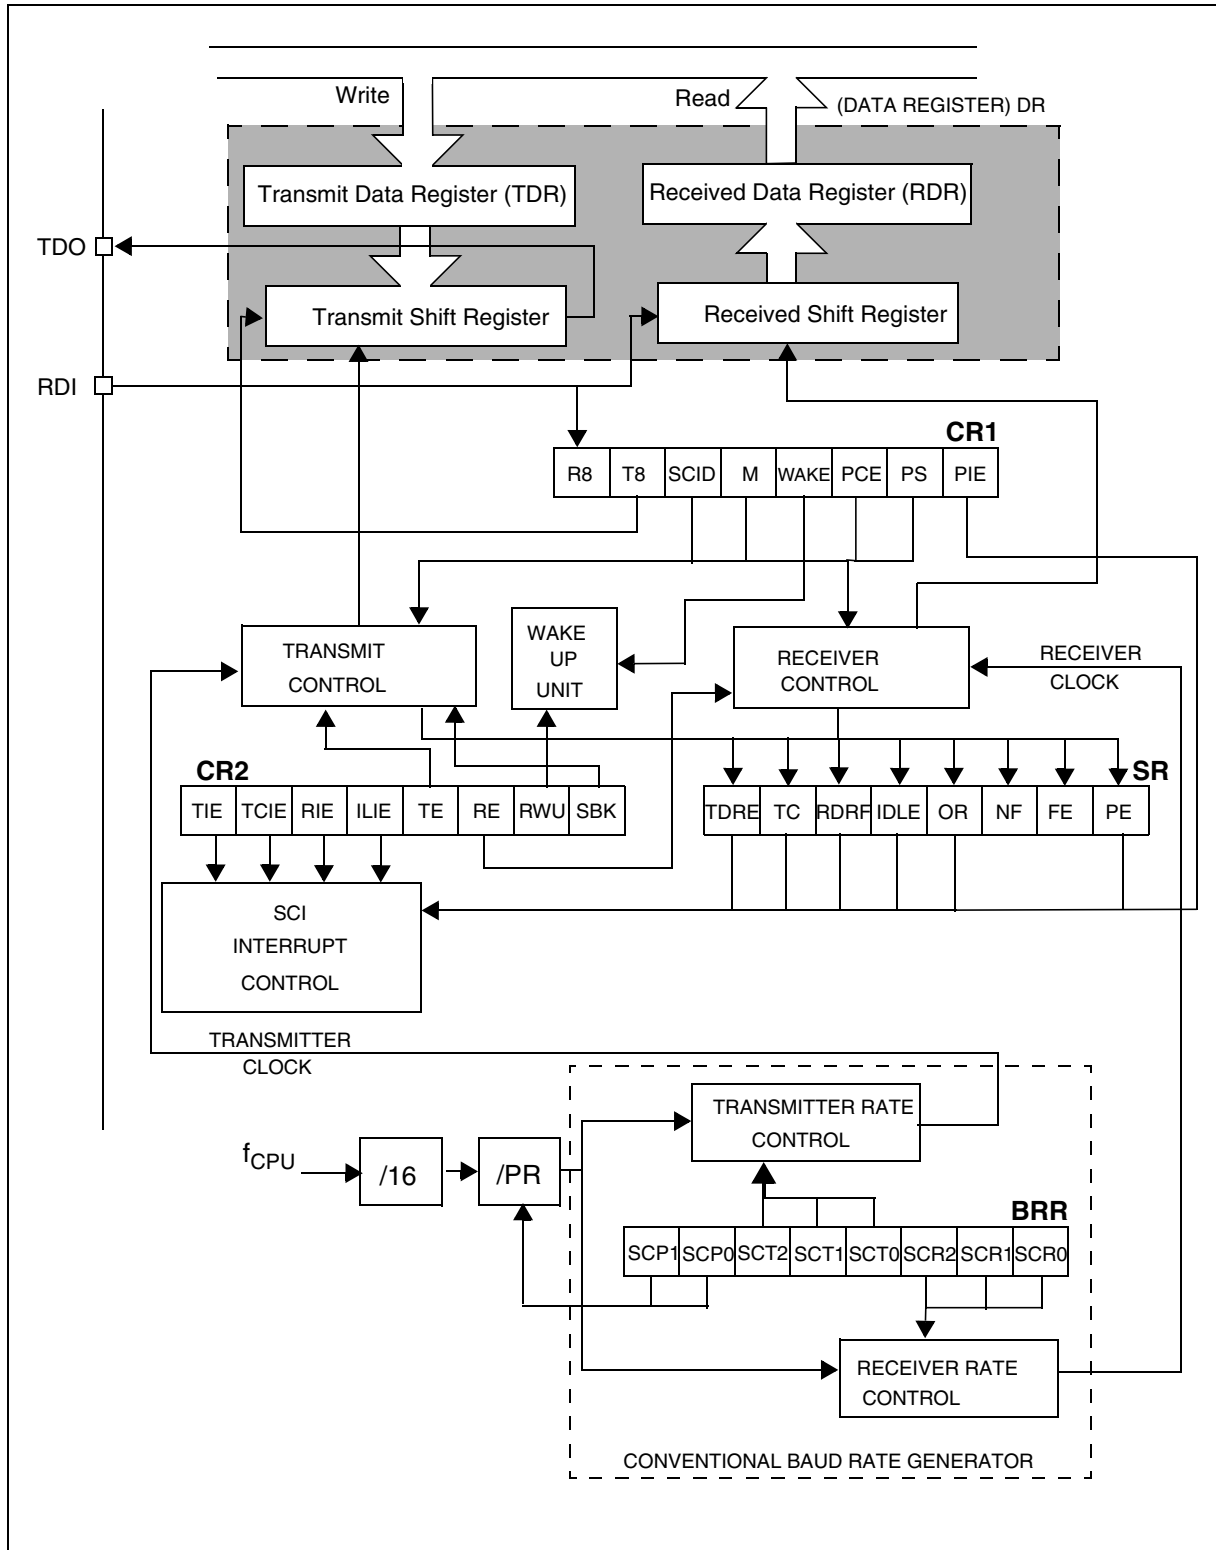 Write
Read
(DATA REGISTER) DR
Transmit Data Register (TDR)
Received Data Register (RDR)
TDO
Transmit Shift Register
Received Shift Register
RDI
CR1
R8 T8 SCID M WAKE PCE PS PIE
TRANSMIT
CONTROL
WAKE
UP
UNIT
RECEIVER
CONTROL
RECEIVER
CLOCK
CR2
TIE TCIE RIE ILIE TE RE RWU SBK
SR
TDRE TC RDRF IDLE OR NF FE PE
SCI
INTERRUPT
CONTROL
TRANSMITTER
CLOCK
TRANSMITTER RATE
CONTROL
fCPU
/16
/PR
BRR
SCP1 SCP0 SCT2 SCT1 SCT0 SCR2 SCR1 SCR0
RECEIVER RATE
CONTROL
CONVENTIONAL BAUD RATE GENERATOR